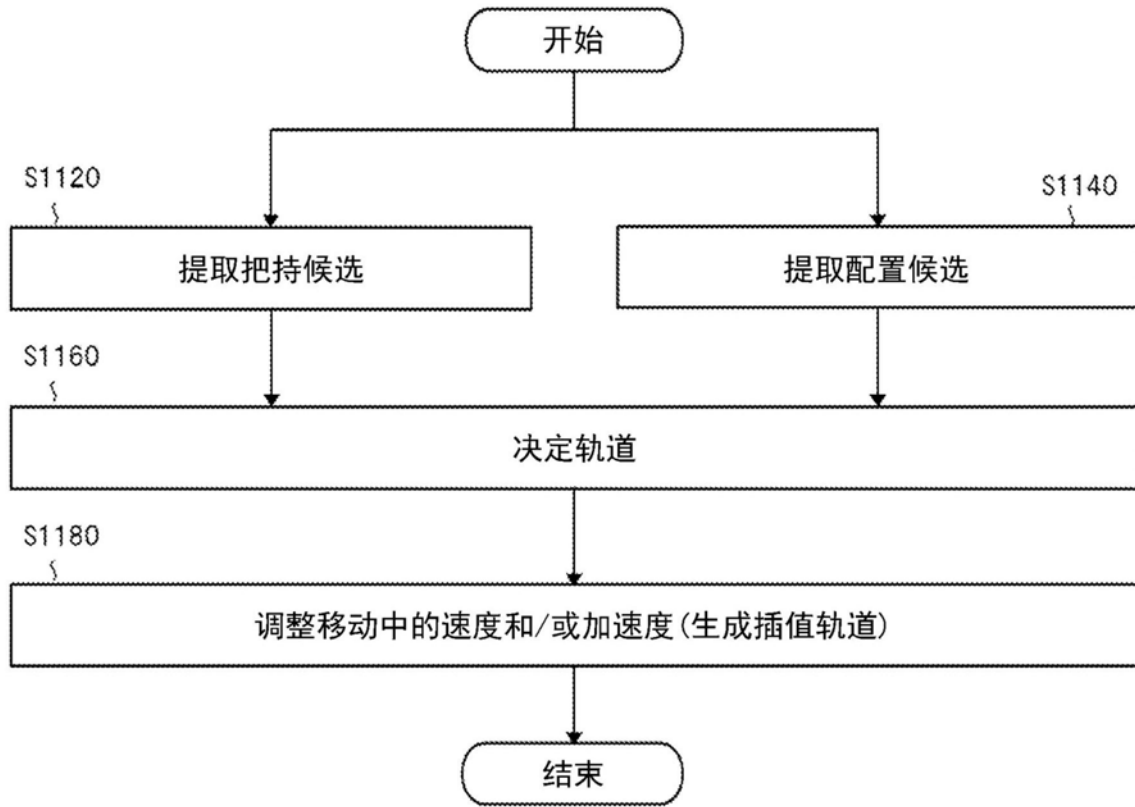 开始
S1120
S1140
提取把持候选
提取配置候选
S1160
决定轨道
S1180
调整移动中的速度和/或加速度(生成插值轨道)
结束